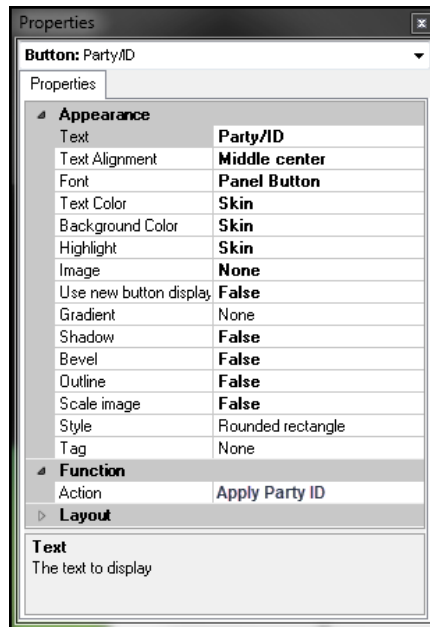 Properties
Button: Party/ID
Properties
Appearance
Text Party/ID
Text Alignment Middle center
Font Panel Button
Text Color Skin
Background Color Skin
Highlight Skin
Image None
Use new button display False
Gradient None
Shadow False
Bevel False
Outline False
Scale image False
Style Rounded rectangle
Tag None
Function
Action Apply Party ID
Layout
Text
The text to display